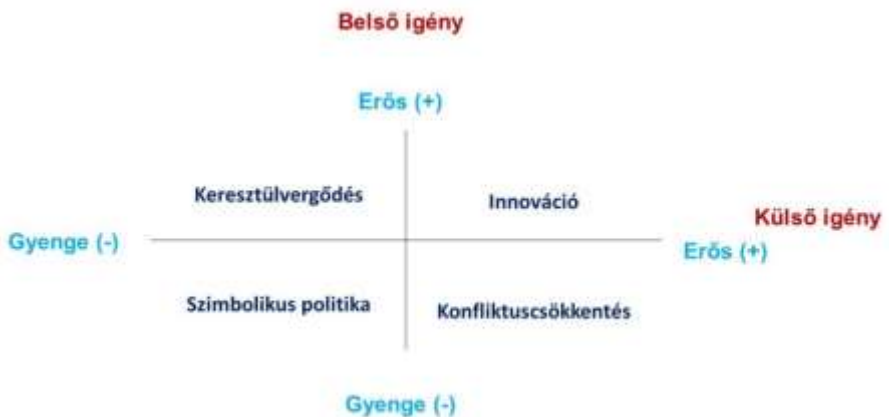 Belső igény
Erős (+)
Keresztülvergődés
Innováció
Külső igény
Gyenge (-)
Erős (+)
Szimbolikus politika
Konfliktuscsökkentés
Gyenge (-)